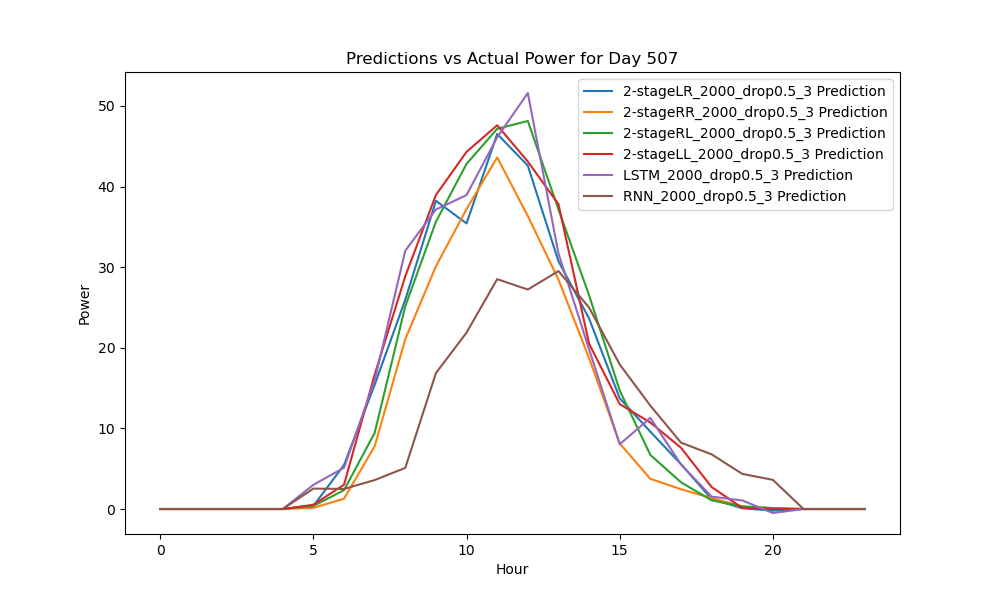 Predictions vs Actual Power for Day 507
2-stageLR_2000_drop0.5_3 Prediction
2-stageRR_2000_drop0.5_3 Prediction
2-stageRL_2000_drop0.5_3 Prediction
2-stageLL_2000_drop0.5_3 Prediction
LSTM_2000_drop0.5_3 Prediction
RNN_2000_drop0.5_3 Prediction
Power
50
40
30
20
10
0
0 5 10 15 20
Hour